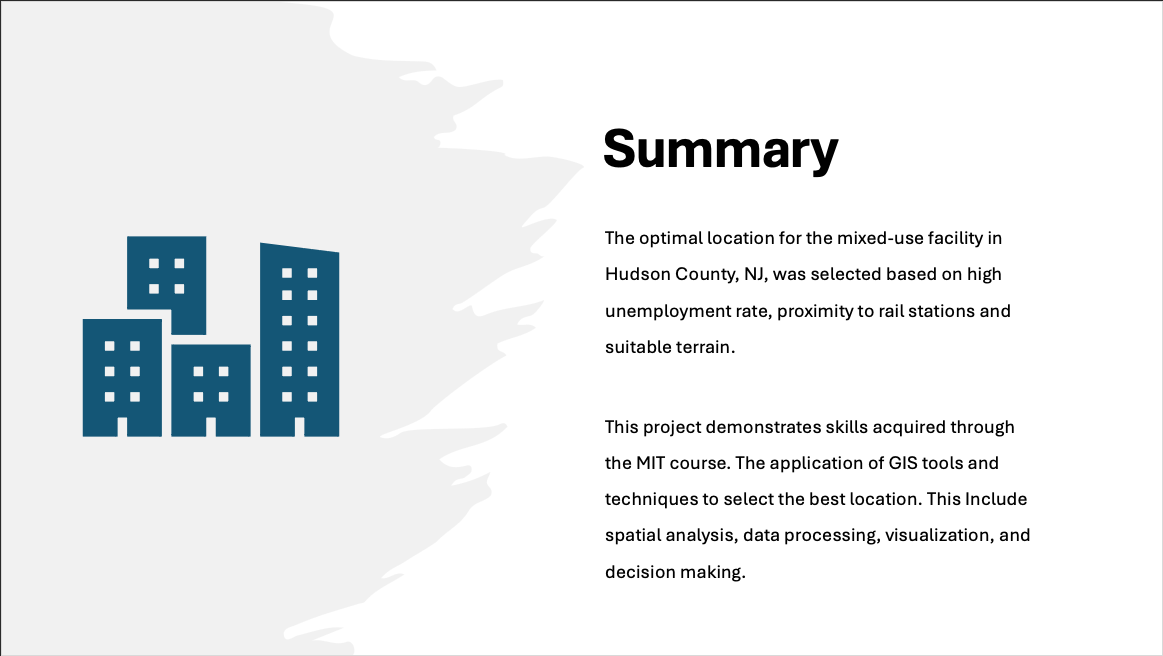 Summary
The optimal location for the mixed-use facility in
Hudson County, NJ, was selected based on high
unemployment rate, proximity to rail stations and
suitable terrain.
This project demonstrates skills acquired through
the MIT course. The application of GIS tools and
techniques to select the best location. This Include
spatial analysis, data processing, visualization, and
decision making.